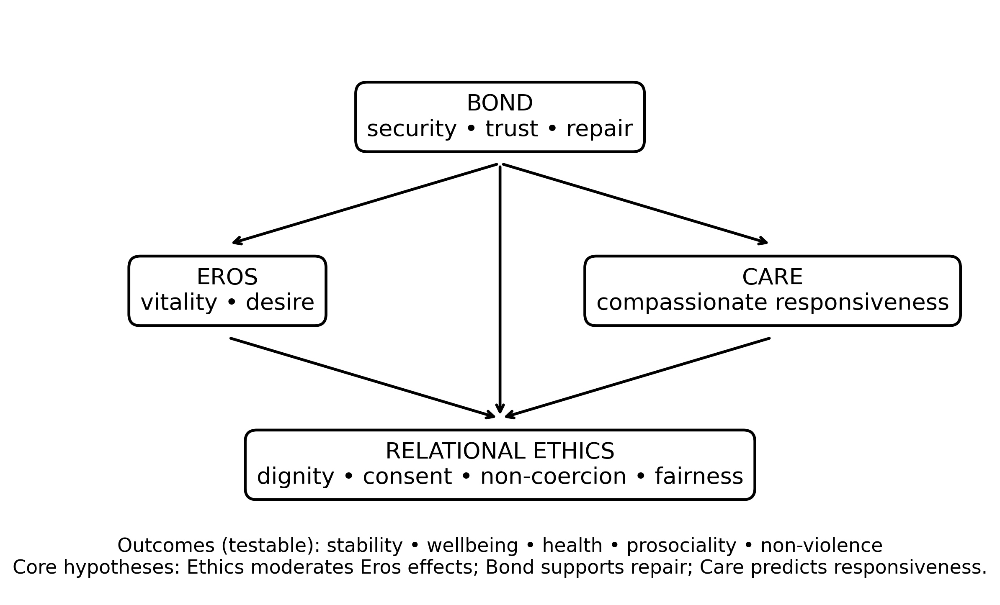 BOND
security • trust • repair
EROS
vitality • desire
CARE
compassionate responsiveness
RELATIONAL ETHICS
dignity • consent • non-coercion • fairness
Outcomes (testable): stability • wellbeing • health • prosociality • non-violence
Core hypotheses: Ethics moderates Eros effects; Bond supports repair; Care predicts responsiveness.